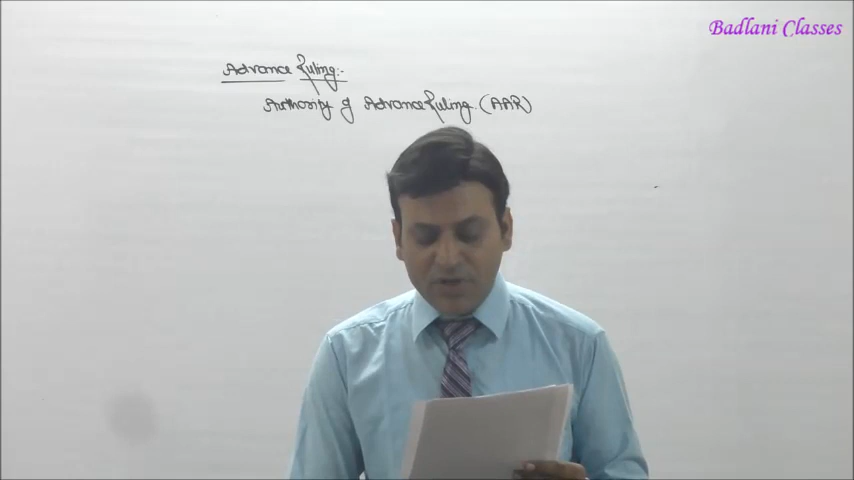 Badlani Classes
Advance Ruling:-
Authority of Advance Ruling. (AAR)